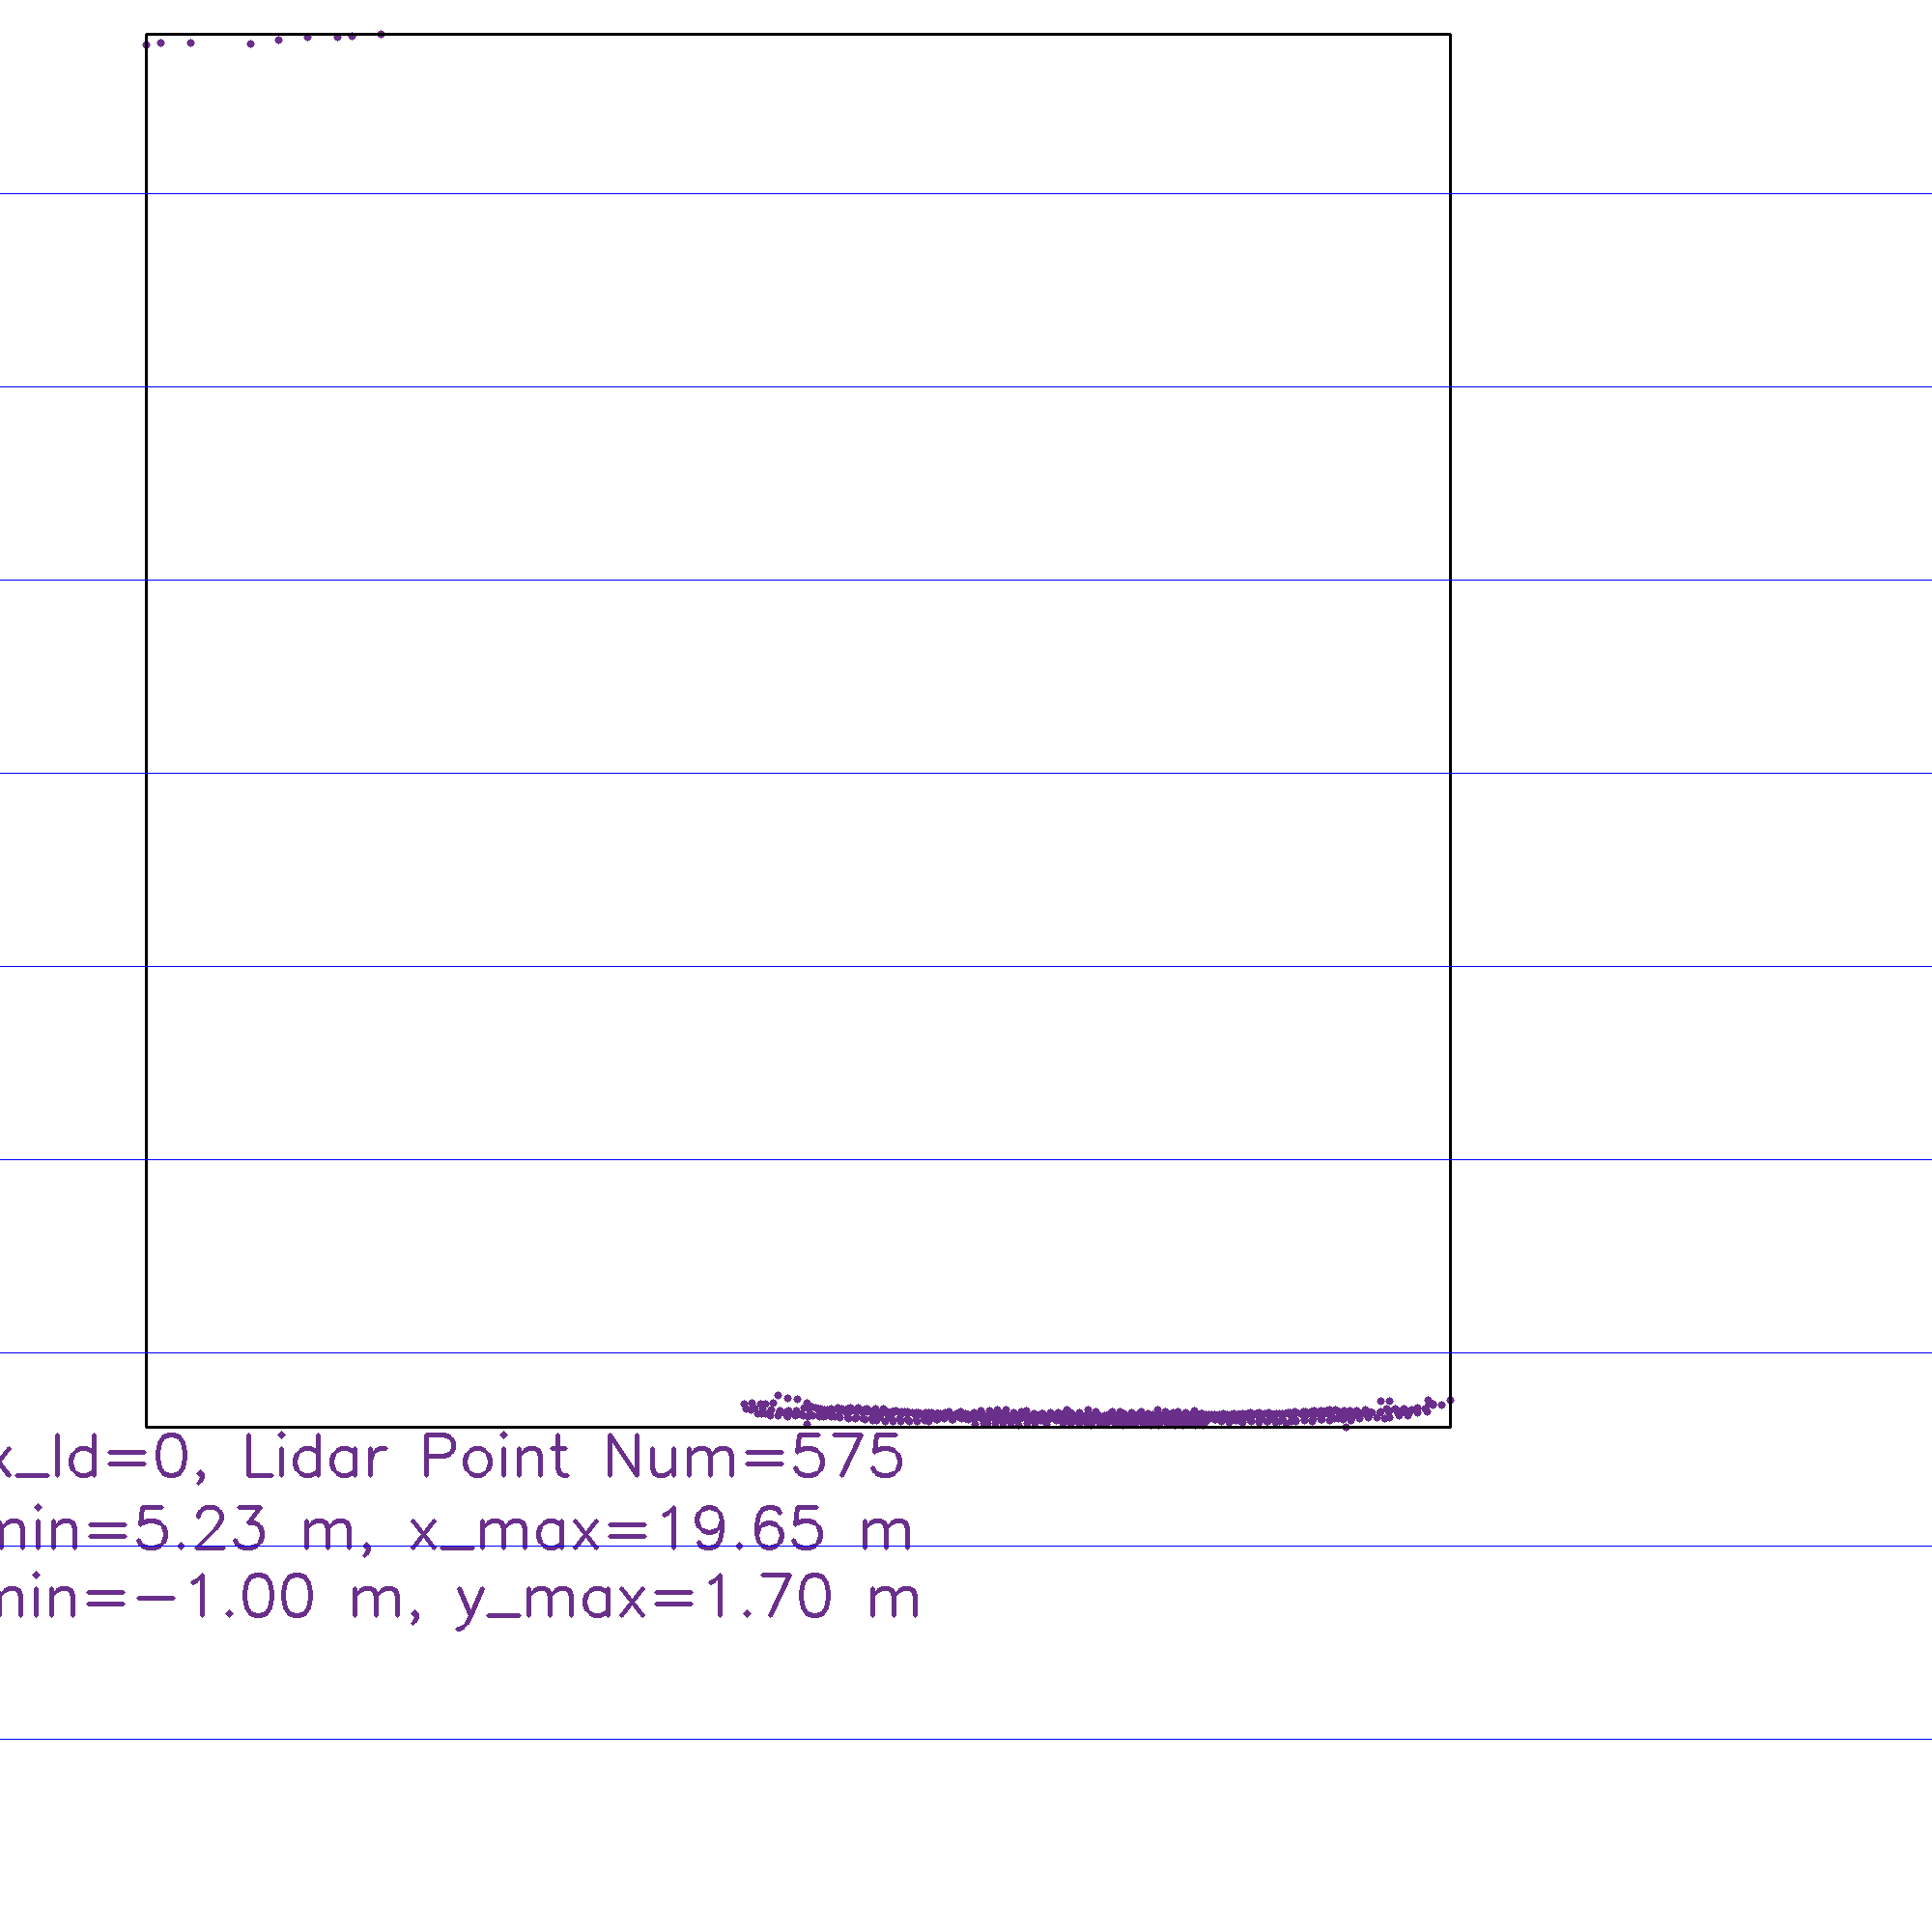 x_Id=0, Lidar Point Num=575
min=5.23 m, x_max=19.65 m
min=-1.00 m, y_max=1.70 m